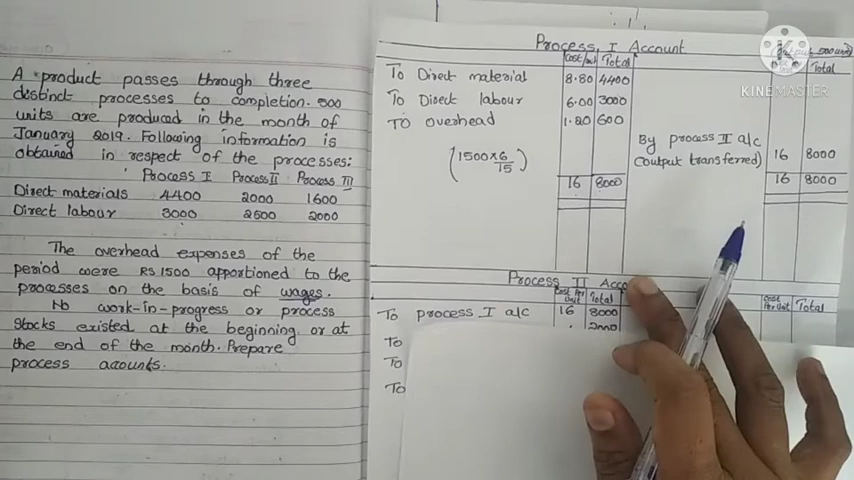 A product passes through three
distinct processes to completion. 500
units are produced in the month of
January 2019. Following information is
obtained in respect of the processes:
Process I Process II Process III
Direct materials 4400 2000 1600
Direct labour 3000 2500 2000
The overhead expenses of the
period were RS 1500 apportioned to the
processes on the basis of wages.
No work-in-progress or process
stocks existed at the beginning or at
the end of the month. Prepare
process accounts.
Process I Account
Cost/unit Total Total
To Direct material 8.80 4400
To Direct labour 6.00 3000
To overhead 1.20 600
(1500 × 6/15)
By process II a/c
(output transferred) 16 8000
16 8000 16 8000
Process II
Cost Per Unit Total Cost Per Unit Total
To process I a/c 16 8000
To 2000
To
To
KINEMASTER